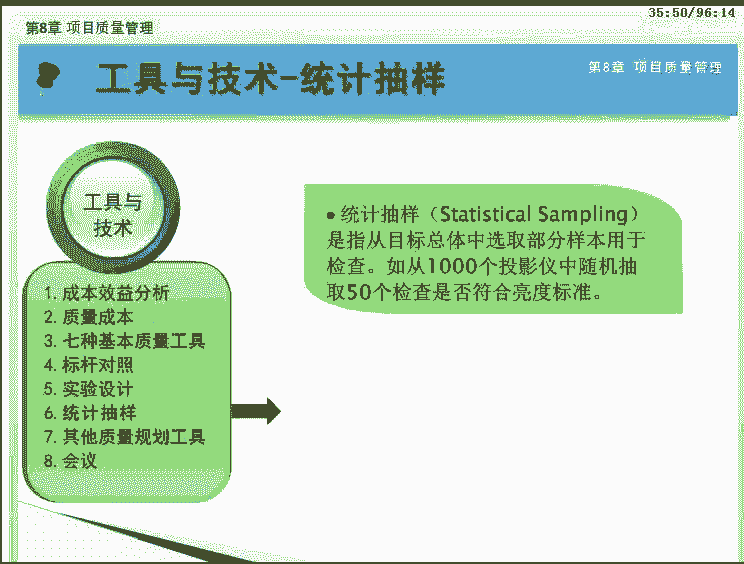 35:50/96:14
第8章 项目质量管理
工具与技术-统计抽样
第8章 项目质量管理
工具与
技术
1. 成本效益分析
2. 质量成本
3. 七种基本质量工具
4. 标杆对照
5. 实验设计
6. 统计抽样
7. 其他质量规划工具
8. 会议
• 统计抽样（Statistical Sampling）
是指从目标总体中选取部分样本用于
检查。如从1000个投影仪中随机抽
取50个检查是否符合亮度标准。